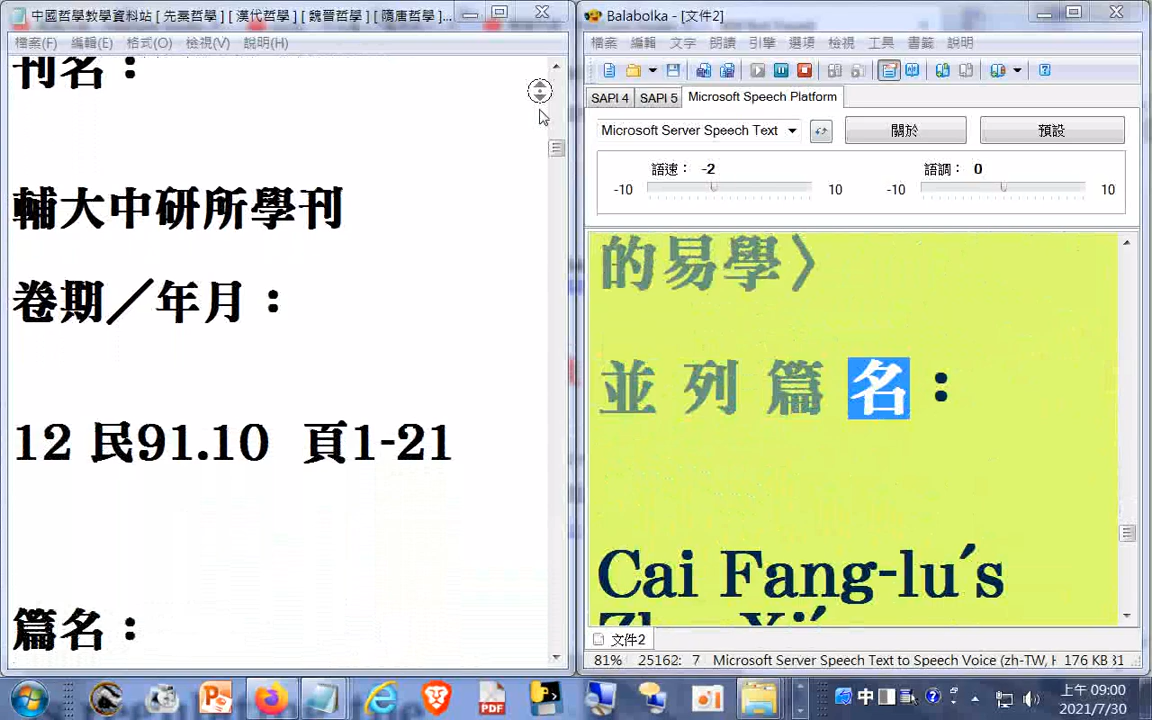 中國哲學教學資料站 [ 先秦哲學 ] [ 漢代哲學 ] [ 魏晉哲學 ] [ 隋唐哲學 ]...
檔案(F) 編輯(E) 格式(O) 檢視(V) 說明(H)
刊名：
輔大中研所學刊
卷期／年月：
12 民91.10 頁1-21
篇名：
Balabolka - [文件2]
檔案 編輯 文字 朗讀 引擎 選項 檢視 工具 書籤 說明
SAPI 4 SAPI 5 Microsoft Speech Platform
Microsoft Server Speech Text 關於 預設
語速： -2 語調： 0
-10 10 -10 10
的易學〉
並 列 篇 名：
Cai Fang-lu′s
文件2
81% 25162: 7 Microsoft Server Speech Text to Speech Voice (zh-TW, H 176 KB
中 上午 09:00
2021/7/30